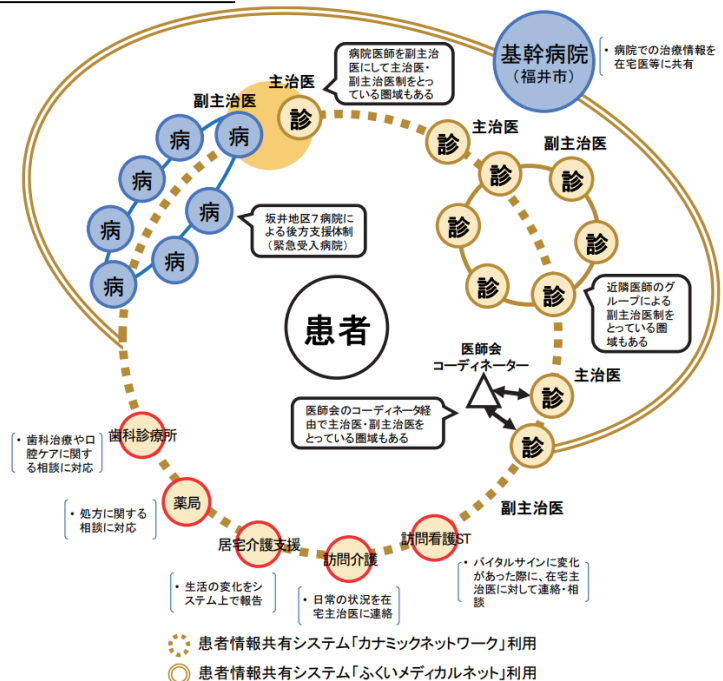 病院医師を副主治
医にして主治医・
副主治医制をとっ
ている圏域もある
基幹病院
（福井市）
・ 病院での治療情報を
在宅医等に共有
主治医
副主治医
診
病
病
病
病
病
病
病
坂井地区７病院に
よる後方支援体制
（緊急受入病院）
主治医
診
副主治医
診
診
診
診
診
診
近隣医師のグ
ループによる
副主治医制を
とっている圏
域もある
患者
医師会
コーディネーター
主治医
診
診
副主治医
医師会のコーディネータ経
由で主治医・副主治医を
とっている圏域もある
歯科診療所
・ 歯科治療や口
腔ケアに関す
る相談に対応
薬局
・ 処方に関する
相談に対応
居宅介護支援
・ 生活の変化をシ
ステム上で報告
訪問介護
・ 日常の状況を在
宅主治医に連絡
訪問看護ST
・ バイタルサインに変化
があった際に、在宅主
治医に対して連絡・相
談
患者情報共有システム「カナミックネットワーク」利用
患者情報共有システム「ふくいメディカルネット」利用